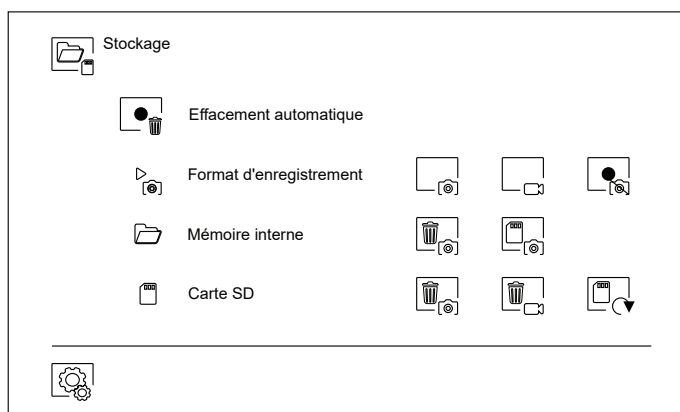 Stockage
Effacement automatique
Format d'enregistrement
Mémoire interne
Carte SD